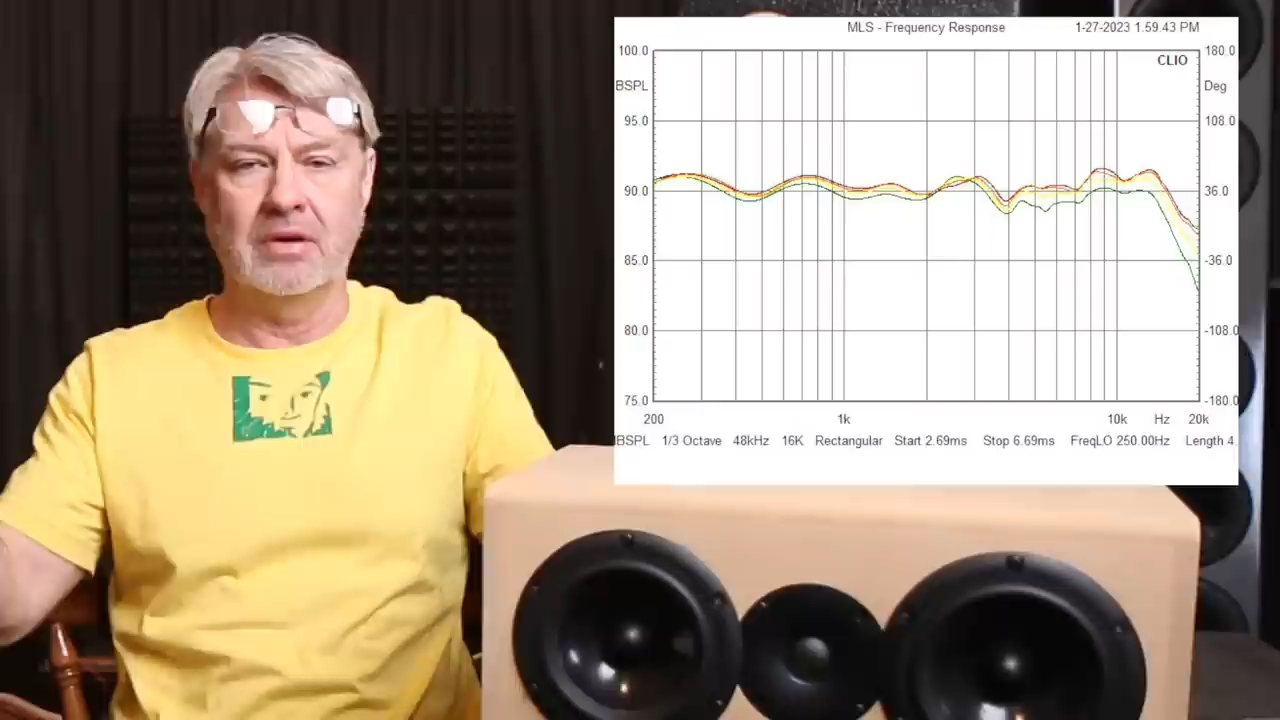 MLS - Frequency Response 1-27-2023 1.59.43 PM
100.0 180.0
CLIO
BSPL Deg
95.0 108.0
90.0 36.0
85.0 -36.0
80.0 -108.0
75.0 -180.0
200 1k 10k Hz 20k
BSPL 1/3 Octave 48kHz 16K Rectangular Start 2.69ms Stop 6.69ms FreqLO 250.00Hz Length 4.